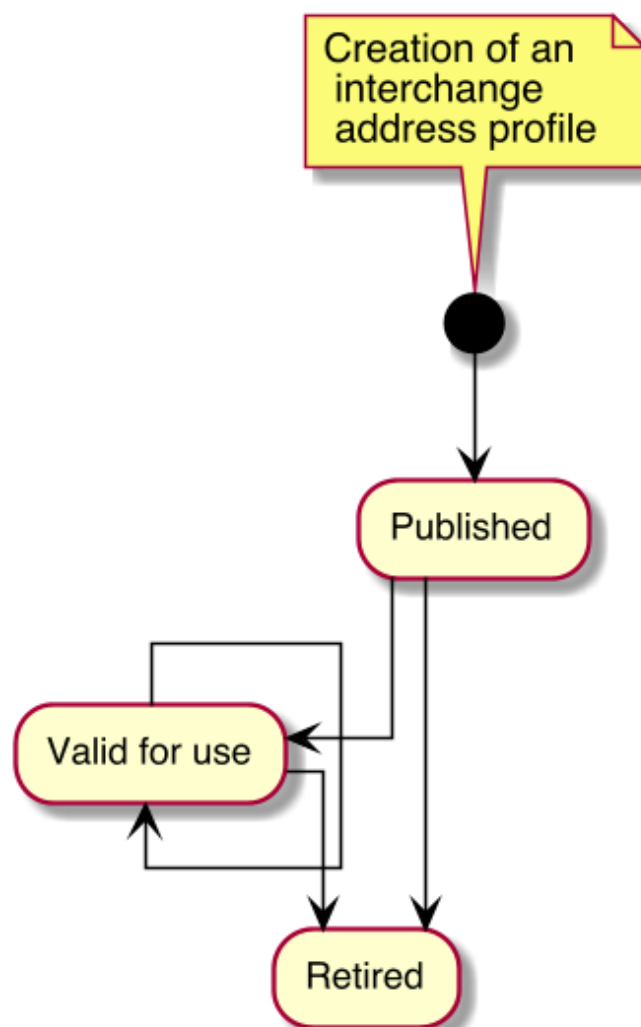 Creation of an
interchange
address profile
Published
Valid for use
Retired